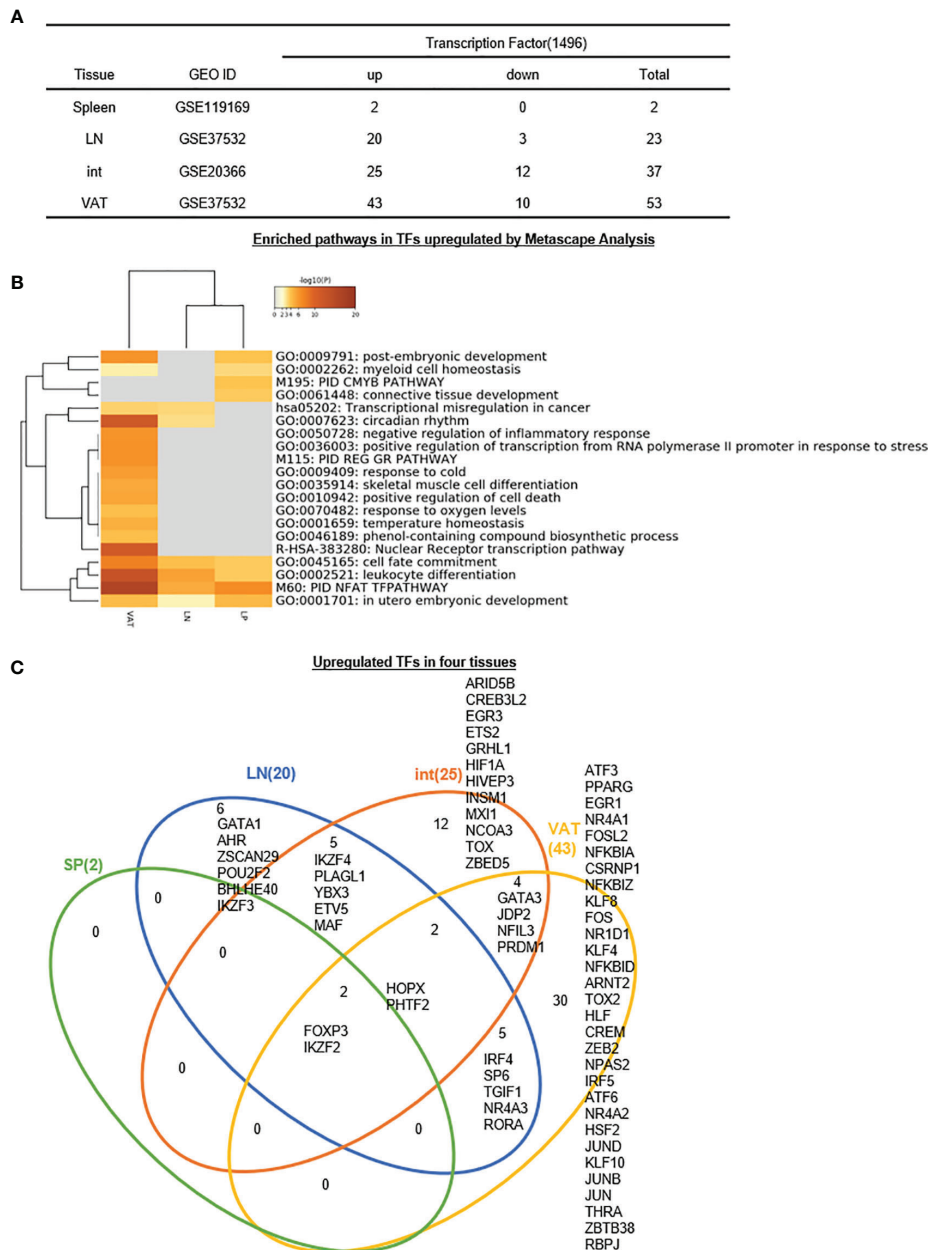 A
Transcription Factor(1496)
Tissue GEO ID up down Total
Spleen GSE119169 2 0 2
LN GSE37532 20 3 23
int GSE20366 25 12 37
VAT GSE37532 43 10 53
Enriched pathways in TFs upregulated by Metascape Analysis
B
-log10(P)
0 2 3 4 6 10 20
GO:0009791: post-embryonic development
GO:0002262: myeloid cell homeostasis
M195: PID CMYB PATHWAY
GO:0061448: connective tissue development
hsa05202: Transcriptional misregulation in cancer
GO:0007623: circadian rhythm
GO:0050728: negative regulation of inflammatory response
GO:0036003: positive regulation of transcription from RNA polymerase II promoter in response to stress
M115: PID REG GR PATHWAY
GO:0009409: response to cold
GO:0035914: skeletal muscle cell differentiation
GO:0010942: positive regulation of cell death
GO:0070482: response to oxygen levels
GO:0001659: temperature homeostasis
GO:0046189: phenol-containing compound biosynthetic process
R-HSA-383280: Nuclear Receptor transcription pathway
GO:0045165: cell fate commitment
GO:0002521: leukocyte differentiation
M60: PID NFAT TFPATHWAY
GO:0001701: in utero embryonic development
VAT LN LP
C
Upregulated TFs in four tissues
SP(2)
LN(20)
int(25)
VAT
(43)
0
0
6
GATA1
AHR
ZSCAN29
POU2F2
BHLHE40
IKZF3
5
IKZF4
PLAGL1
YBX3
ETV5
MAF
12
ARID5B
CREB3L2
EGR3
ETS2
GRHL1
HIF1A
HIVEP3
INSM1
MXI1
NCOA3
TOX
ZBED5
4
GATA3
JDP2
NFIL3
PRDM1
2
HOPX
PHTF2
0
2
FOXP3
IKZF2
0
5
IRF4
SP6
TGIF1
NR4A3
RORA
0
0
0
30
ATF3
PPARG
EGR1
NR4A1
FOSL2
NFKBIA
CSRNP1
NFKBIZ
KLF8
FOS
NR1D1
KLF4
NFKBID
ARNT2
TOX2
HLF
CREM
ZEB2
NPAS2
IRF5
ATF6
NR4A2
HSF2
JUND
KLF10
JUNB
JUN
THRA
ZBTB38
RBPJ